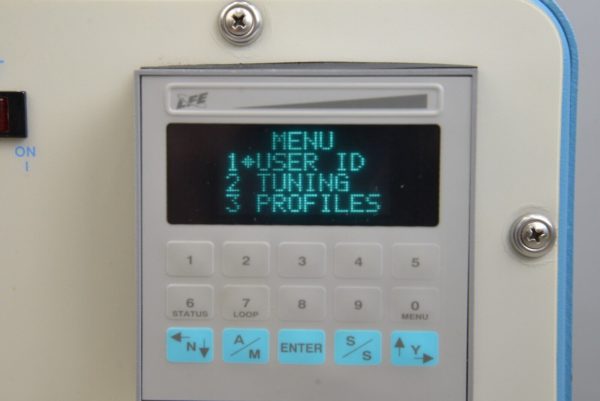 LFE
MENU
1✱USER ID
2 TUNING
3 PROFILES
ON
I
1 2 3 4 5
6 7 8 9 0
STATUS LOOP MENU
←N↓ A/M ENTER S/S ↑Y→